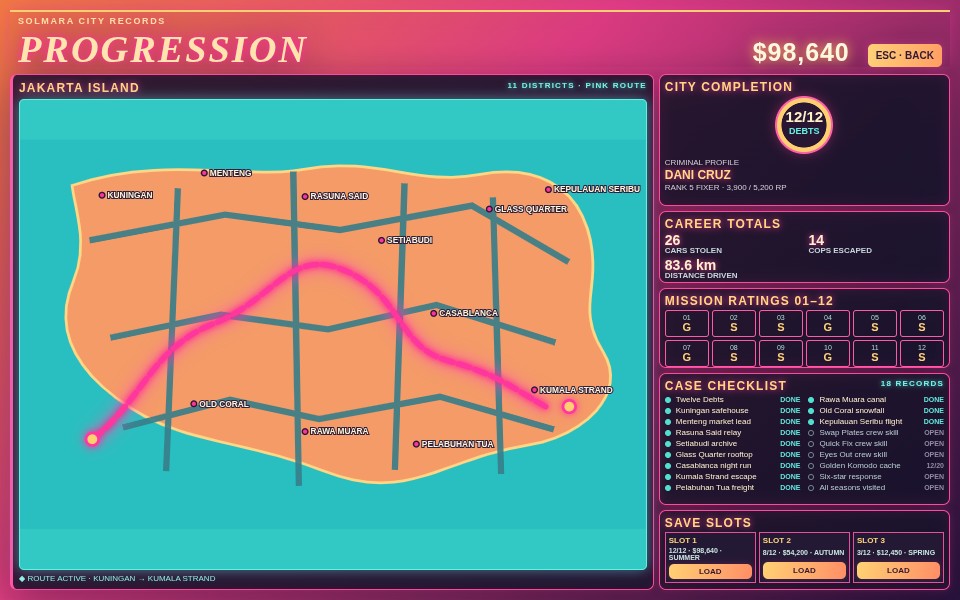 SOLMARA CITY RECORDS
PROGRESSION
$98,640
ESC · BACK
JAKARTA ISLAND
11 DISTRICTS · PINK ROUTE
MENTENG
KUNINGAN
RASUNA SAID
KEPULAUAN SERIBU
GLASS QUARTER
SETIABUDI
CASABLANCA
KUMALA STRAND
OLD CORAL
RAWA MUARA
PELABUHAN TUA
◆ ROUTE ACTIVE · KUNINGAN → KUMALA STRAND
CITY COMPLETION
12/12
DEBTS
CRIMINAL PROFILE
DANI CRUZ
RANK 5 FIXER · 3,900 / 5,200 RP
CAREER TOTALS
26
CARS STOLEN
14
COPS ESCAPED
83.6 km
DISTANCE DRIVEN
MISSION RATINGS 01–12
01 02 03 04 05 06
G S S G S S
07 08 09 10 11 12
G S S G S S
CASE CHECKLIST
18 RECORDS
Twelve Debts DONE
Rawa Muara canal DONE
Kuningan safehouse DONE
Old Coral snowfall DONE
Menteng market lead DONE
Kepulauan Seribu flight DONE
Rasuna Said relay DONE
Swap Plates crew skill OPEN
Setiabudi archive DONE
Quick Fix crew skill OPEN
Glass Quarter rooftop DONE
Eyes Out crew skill OPEN
Casablanca night run DONE
Golden Komodo cache 12/20
Kumala Strand escape DONE
Six-star response OPEN
Pelabuhan Tua DONE
All seasons visited OPEN
SAVE SLOTS
SLOT 1
12/12 · $98,640 ·
SUMMER
LOAD
SLOT 2
8/12 · $54,200 · AUTUMN
LOAD
SLOT 3
3/12 · $12,450 · SPRING
LOAD